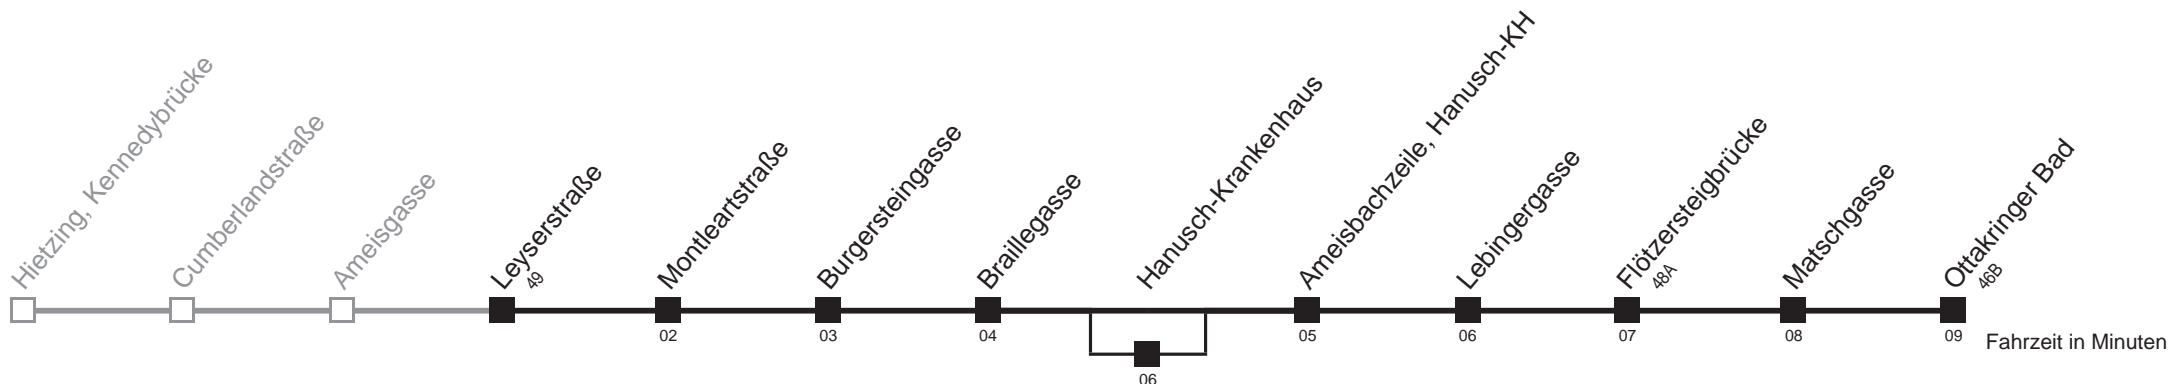 Hietzing, Kennedybrücke
Cumberlandstraße
Ameisgasse
Leyserstraße
49
Montleartstraße
Burgersteingasse
Braillegasse
Hanusch-Krankenhaus
Ameisbachzeile, Hanusch-KH
Lebingergasse
Flötzersteigbrücke
48A
Matschgasse
Ottakringer Bad
46B
02
03
04
05
06
07
08
09
Fahrzeit in Minuten
06